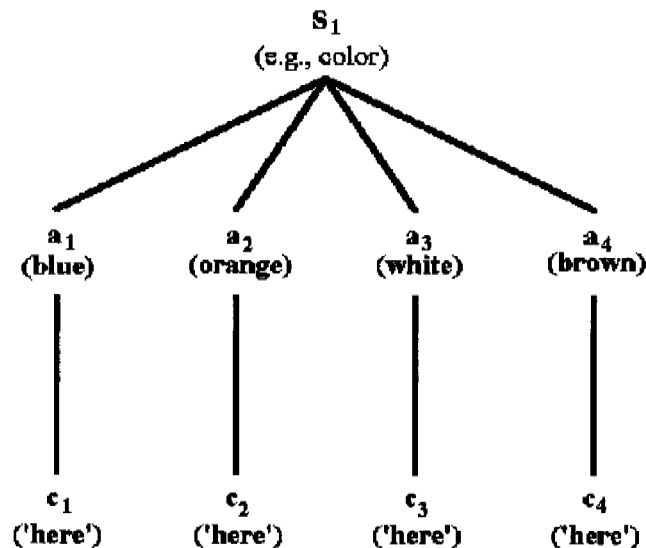 S1
(e.g., color)
a1 a2 a3 a4
(blue) (orange) (white) (brown)
c1 c2 c3 c4
('here') ('here') ('here') ('here')